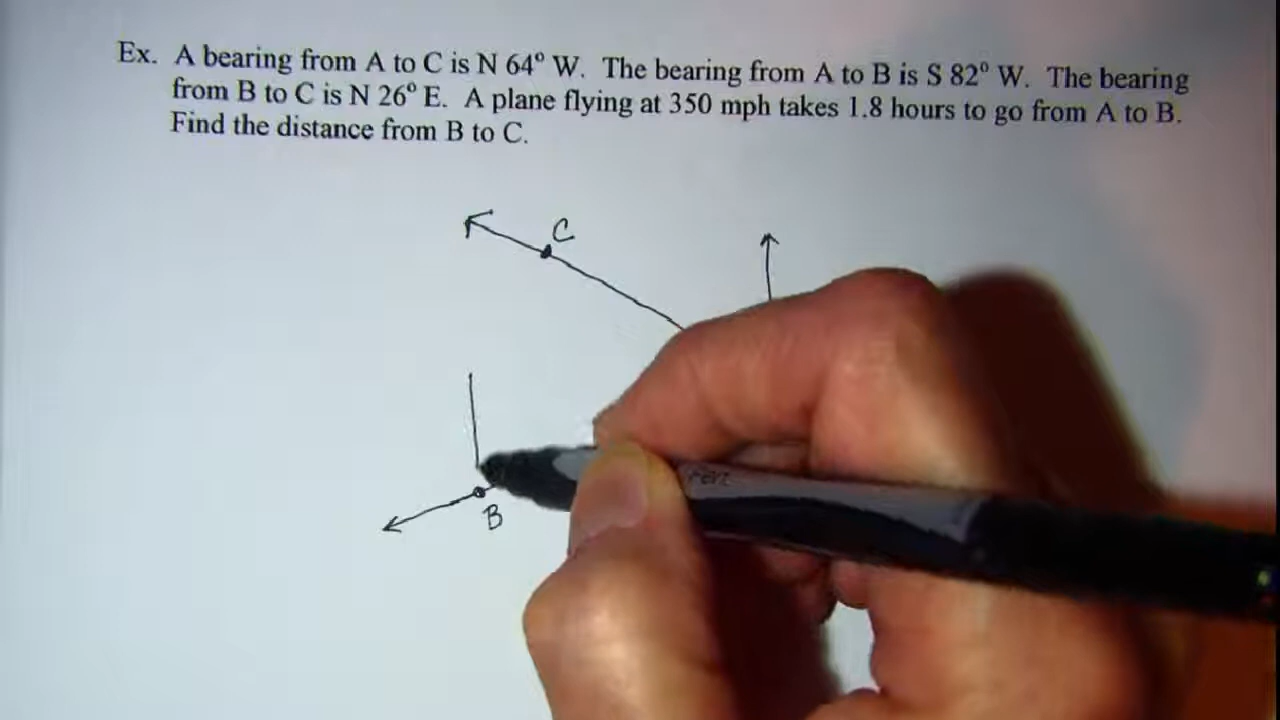 Ex. A bearing from A to C is N 64° W. The bearing from A to B is S 82° W. The bearing
from B to C is N 26° E. A plane flying at 350 mph takes 1.8 hours to go from A to B.
Find the distance from B to C.
C
B